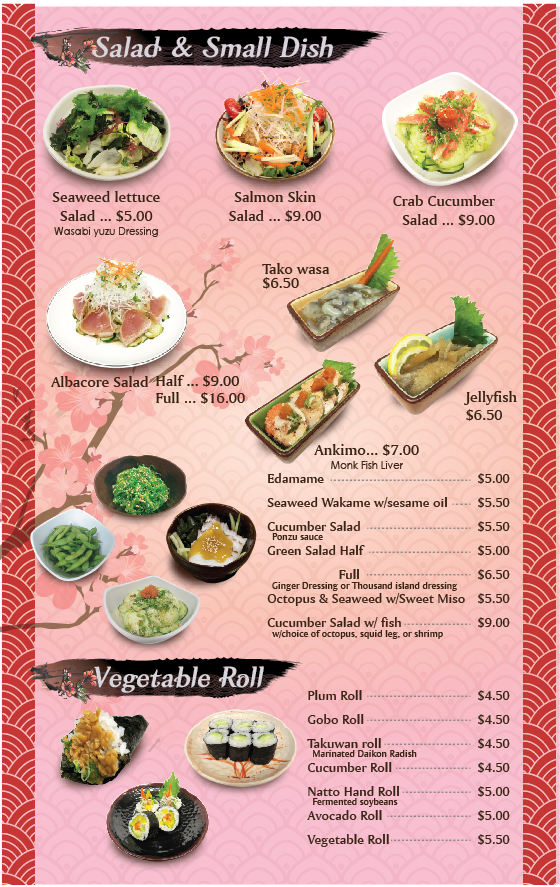 Salad & Small Dish
Seaweed lettuce
Salad ... $5.00
Wasabi yuzu Dressing
Salmon Skin
Salad ... $9.00
Crab Cucumber
Salad ... $9.00
Tako wasa
$6.50
Albacore Salad Half ... $9.00
Full ... $16.00
Jellyfish
$6.50
Ankimo... $7.00
Monk Fish Liver
Edamame $5.00
Seaweed Wakame w/sesame oil $5.50
Cucumber Salad $5.50
Ponzu sauce
Green Salad Half $5.00
Full $6.50
Ginger Dressing or Thousand island dressing
Octopus & Seaweed w/Sweet Miso $5.50
Cucumber Salad w/ fish $9.00
w/choice of octopus, squid leg, or shrimp
Vegetable Roll
Plum Roll $4.50
Gobo Roll $4.50
Takuwan roll $4.50
Marinated Daikon Radish
Cucumber Roll $4.50
Natto Hand Roll $5.00
Fermented soybeans
Avocado Roll $5.00
Vegetable Roll $5.50